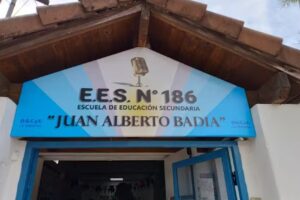 E.E.S. N° 186
ESCUELA DE EDUCACIÓN SECUNDARIA
"JUAN ALBERTO BADIA"